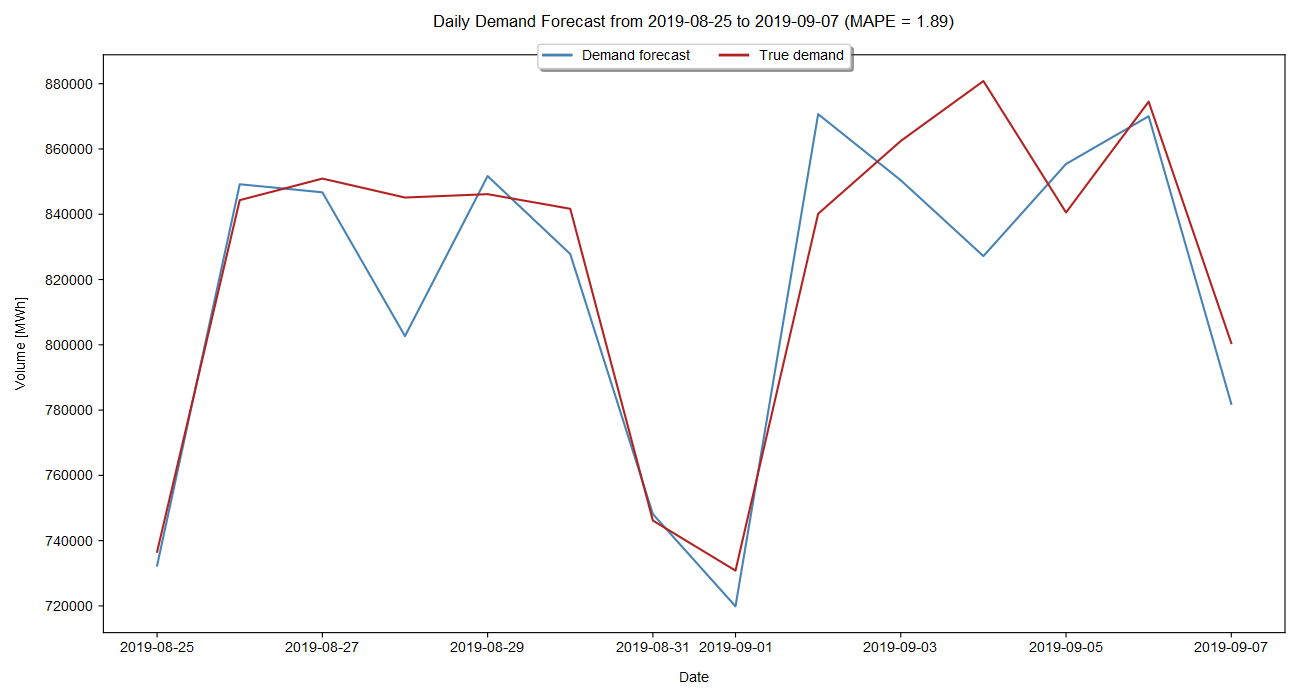 Daily Demand Forecast from 2019-08-25 to 2019-09-07 (MAPE = 1.89)
Demand forecast True demand
880000
860000
840000
820000
800000
780000
760000
740000
720000
Volume [MWh]
2019-08-25 2019-08-27 2019-08-29 2019-08-31 2019-09-01 2019-09-03 2019-09-05 2019-09-07
Date